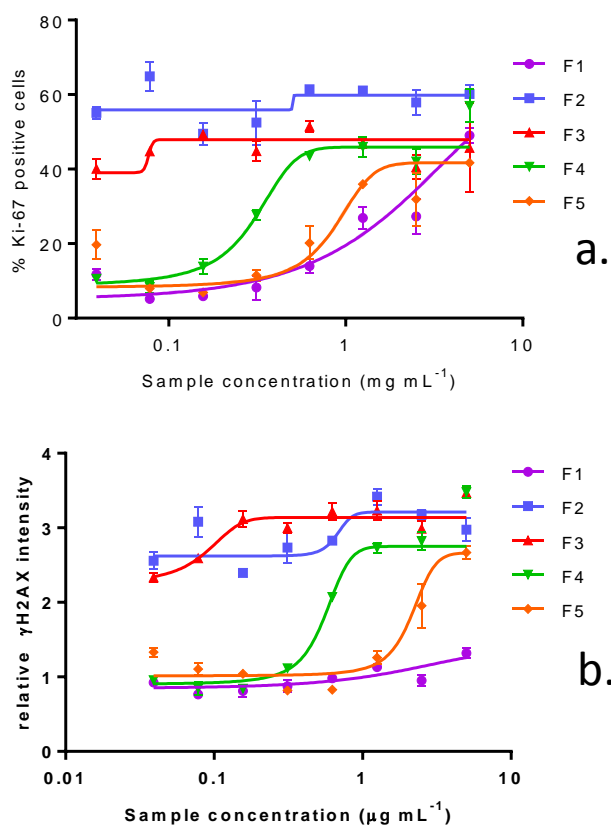 % Ki-67 positive cells
80
60
40
20
0
0.1
1
10
Sample concentration (mg mL⁻¹)
F1
F2
F3
F4
F5
a.
relative γH2AX intensity
4
3
2
1
0
0.01
0.1
1
10
Sample concentration (μg mL⁻¹)
F1
F2
F3
F4
F5
b.